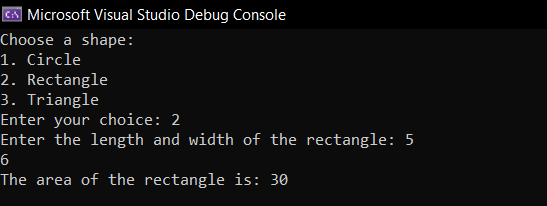 Microsoft Visual Studio Debug Console
Choose a shape:
1. Circle
2. Rectangle
3. Triangle
Enter your choice: 2
Enter the length and width of the rectangle: 5
6
The area of the rectangle is: 30